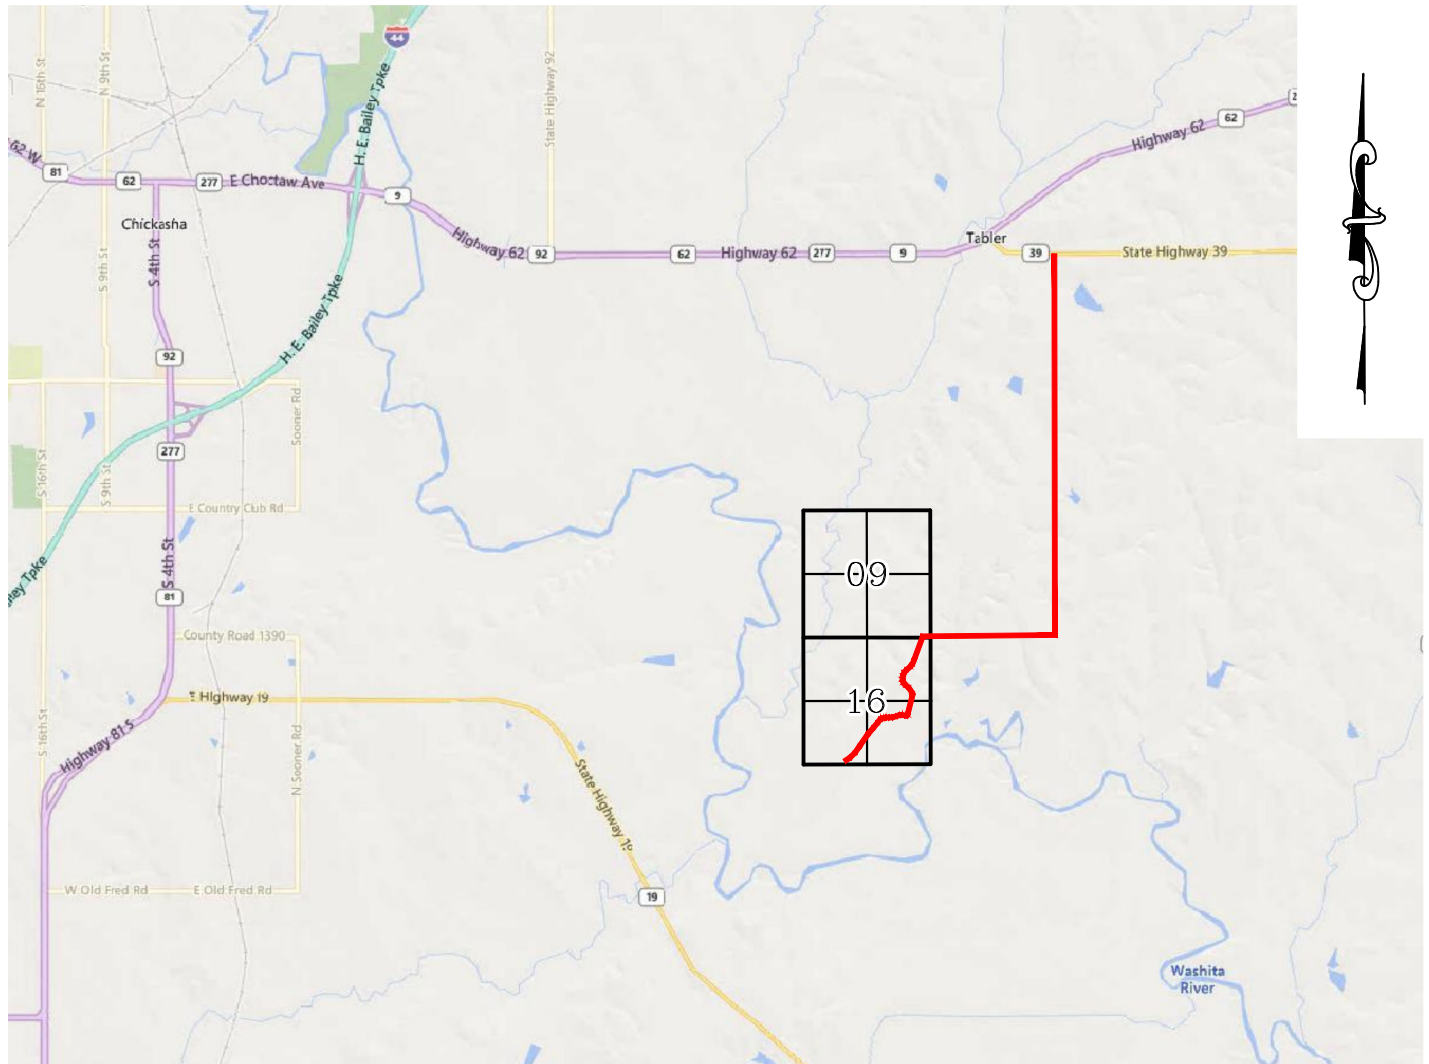 44
N 16th St
N 9th St
H. E. Bailey Tpke
State Highway 92
62
Highway 62
62 W
81
62
277
E Choctaw Ave
9
Chickasha
S 4th St
S 9th St
Highway 62
92
62
Highway 62
277
9
Tabler
39
State Highway 39
H. E. Bailey Tpke
92
Sooner Rd
277
S 16th St
S 9th St
E Country Club Rd
S 4th St
09
ley Tpke
81
County Road 1390
E Highway 19
16
S 16th St
Highway 81 S
N Sooner Rd
State Highway 19
W Old Fred Rd
E Old Fred Rd
19
Washita
River